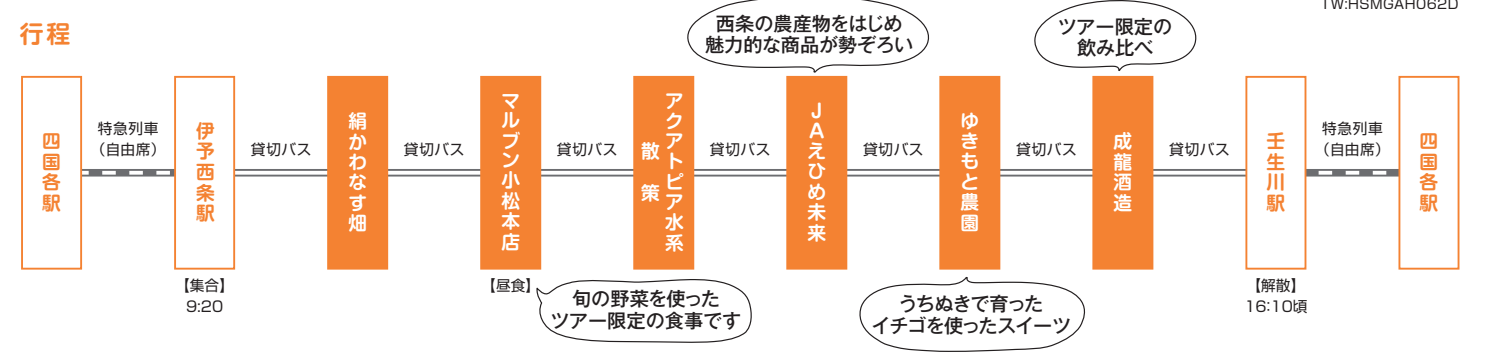 TW:HSMGAH062D
行程
西条の農産物をはじめ
魅力的な商品が勢ぞろい
ツアー限定の
飲み比べ
四国各駅
特急列車
（自由席）
伊予西条駅
貸切バス
絹かわなす畑
貸切バス
マルブン小松本店
貸切バス
アクアトピア水系
散策
貸切バス
JAえひめ未来
貸切バス
ゆきもと農園
貸切バス
成龍酒造
貸切バス
壬生川駅
特急列車
（自由席）
四国各駅
【集合】
9:20
【昼食】
旬の野菜を使った
ツアー限定の食事です
うちぬきで育った
イチゴを使ったスイーツ
【解散】
16:10頃